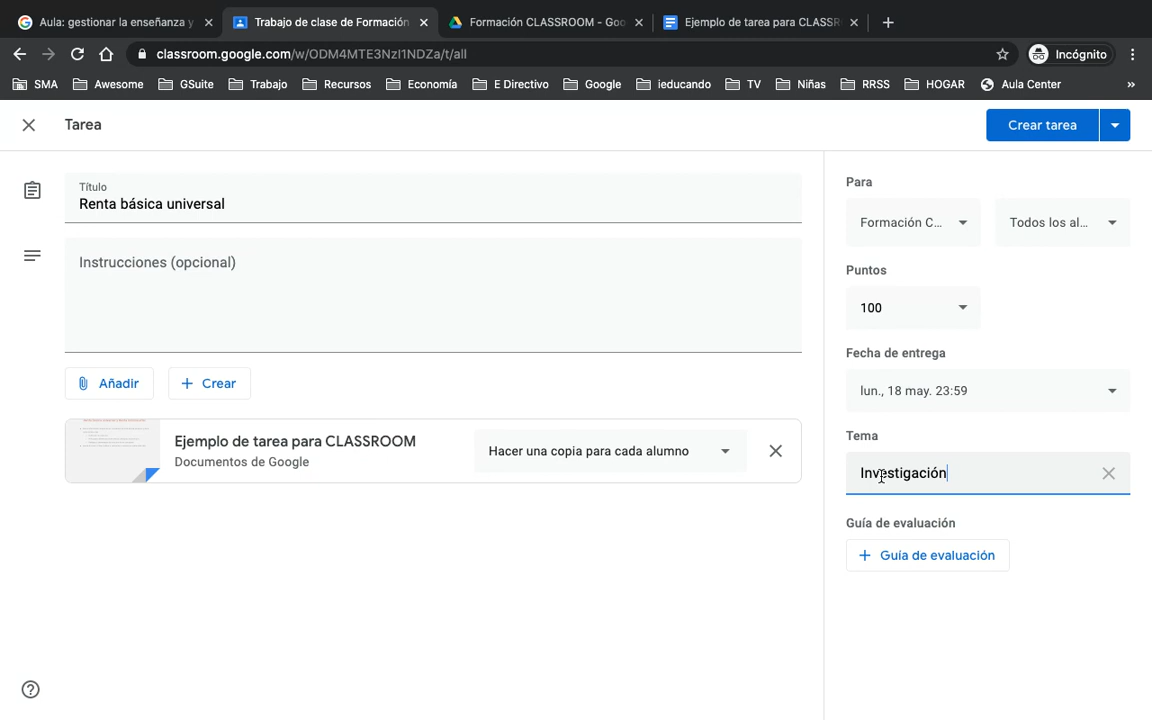 Aula: gestionar la enseñanza y
Trabajo de clase de Formación
Formación CLASSROOM - Goo
Ejemplo de tarea para CLASSR
classroom.google.com/w/ODM4MTE3NzI1NDZa/t/all
Incógnito
SMA
Awesome
GSuite
Trabajo
Recursos
Economía
E Directivo
Google
ieducando
TV
Niñas
RRSS
HOGAR
Aula Center
»
Tarea
Crear tarea
Título
Renta básica universal
Instrucciones (opcional)
Añadir
Crear
Ejemplo de tarea para CLASSROOM
Documentos de Google
Hacer una copia para cada alumno
Para
Formación C...
Todos los al...
Puntos
100
Fecha de entrega
lun., 18 may. 23:59
Tema
Investigación
Guía de evaluación
+ Guía de evaluación